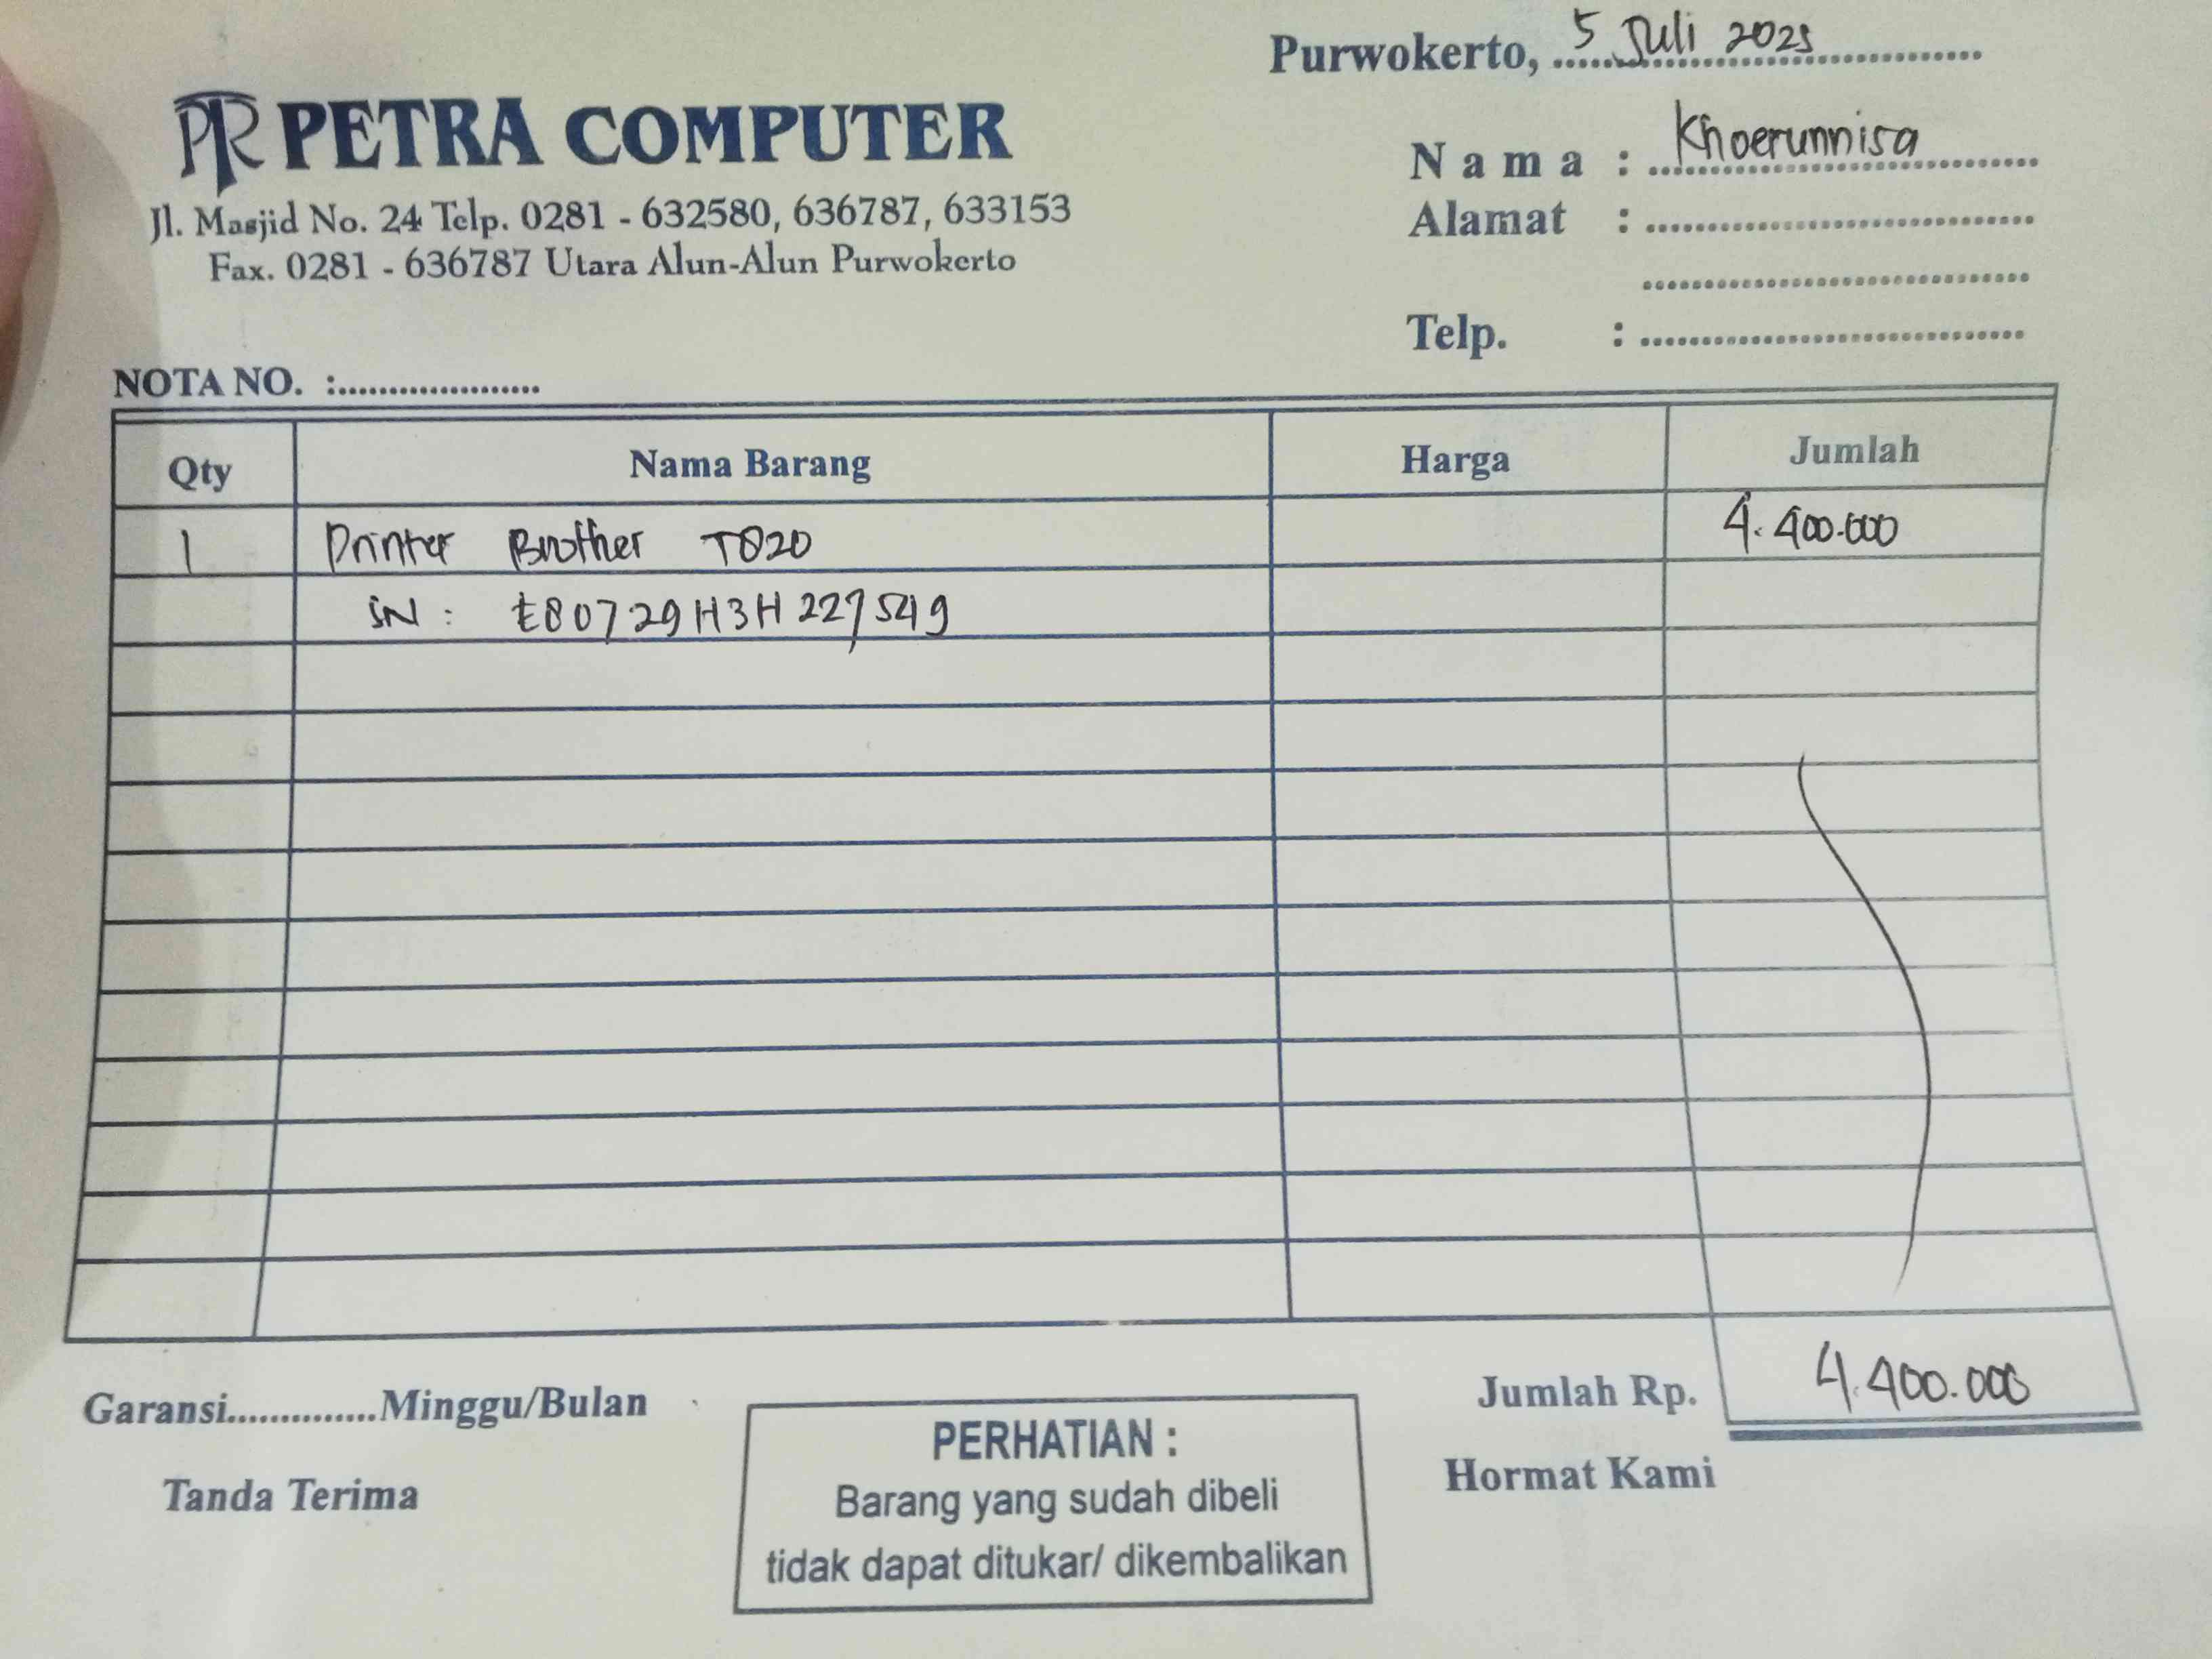 Purwokerto, 5 Juli 2025
PETRA COMPUTER
Jl. Masjid No. 24 Telp. 0281 - 632580, 636787, 633153
Fax. 0281 - 636787 Utara Alun-Alun Purwokerto
Nama : Khoerunnisa
Alamat :
Telp. :
NOTA NO. :
Qty Nama Barang Harga Jumlah
1 Printer Brother T820 4.400.000
SN : E80729H3H227549
Jumlah Rp. 4.400.000
Garansi..............Minggu/Bulan
Tanda Terima
PERHATIAN :
Barang yang sudah dibeli
tidak dapat ditukar/ dikembalikan
Hormat Kami